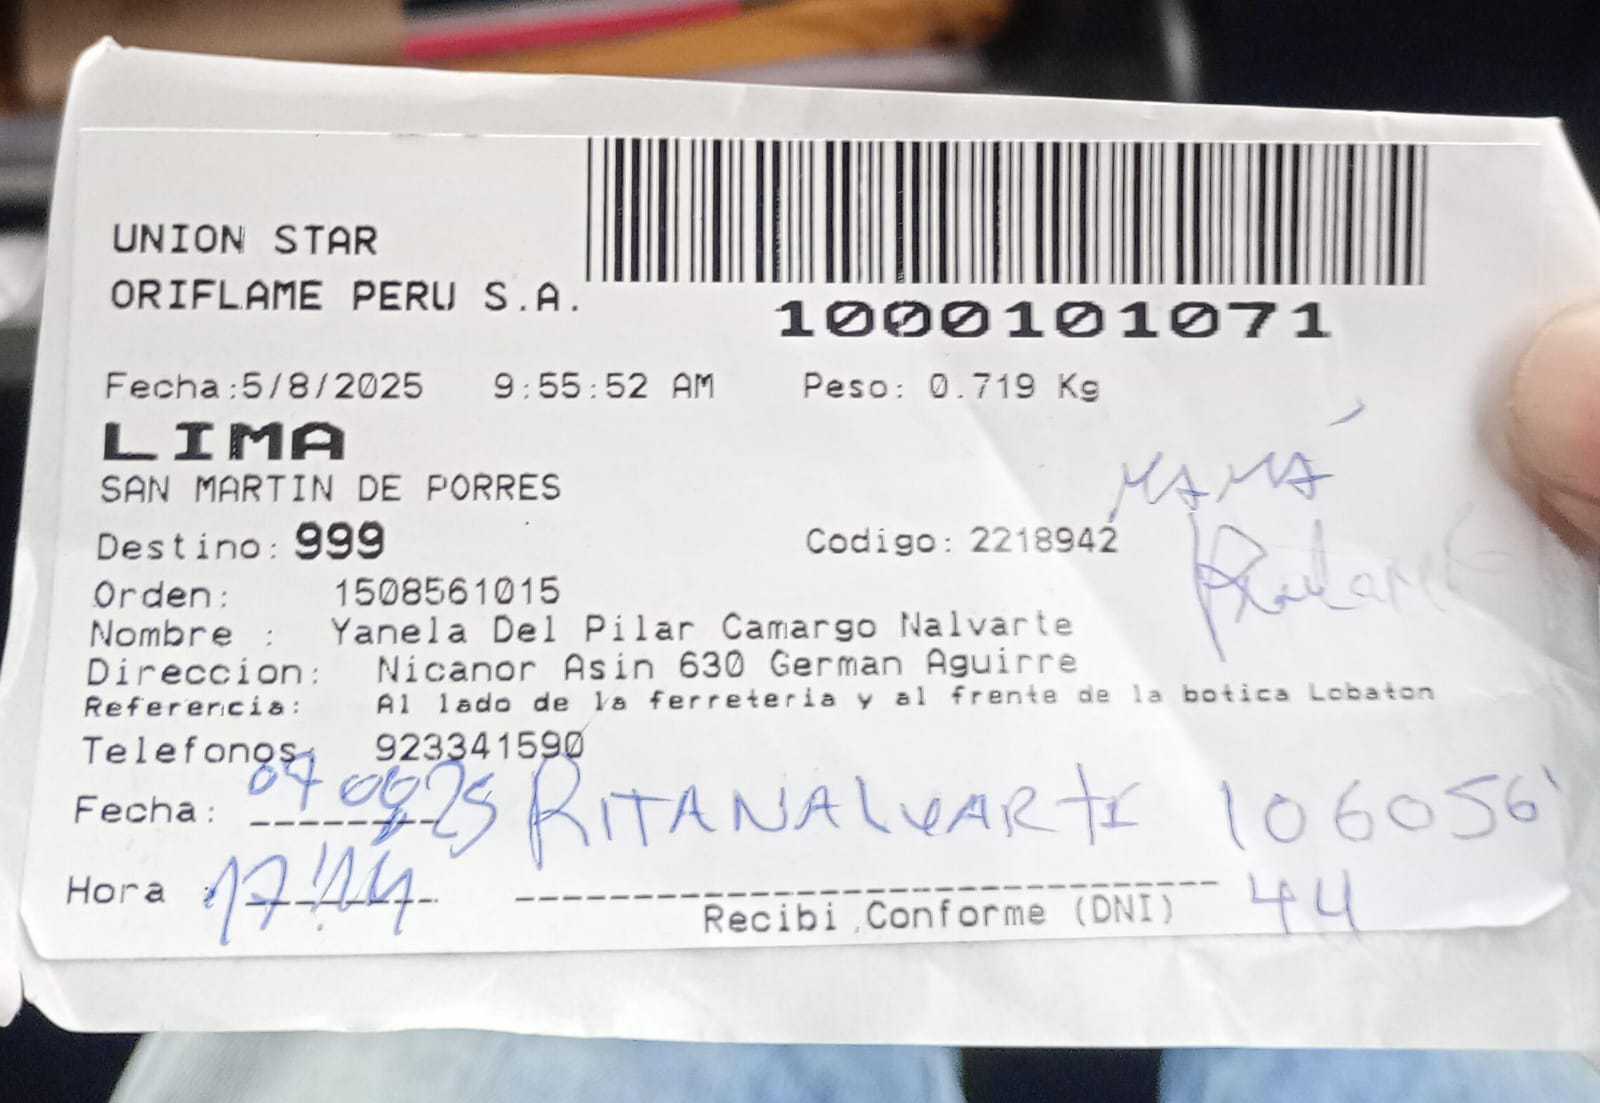 UNION STAR
ORIFLAME PERU S.A.
1000101071
Fecha:5/8/2025 9:55:52 AM Peso: 0.719 Kg
LIMA
SAN MARTIN DE PORRES
MAMÁ
Destino: 999 Codigo: 2218942
Orden: 1508561015
Nombre : Yanela Del Pilar Camargo Nalvarte
Direccion: Nicanor Asin 630 German Aguirre
Referencia: Al lado de la ferreteria y al frente de la botica Lobaton
Telefonos: 923341590
Fecha: 070825 RITA NALVARTE 106056
Hora 17:14 44
Recibi Conforme (DNI)